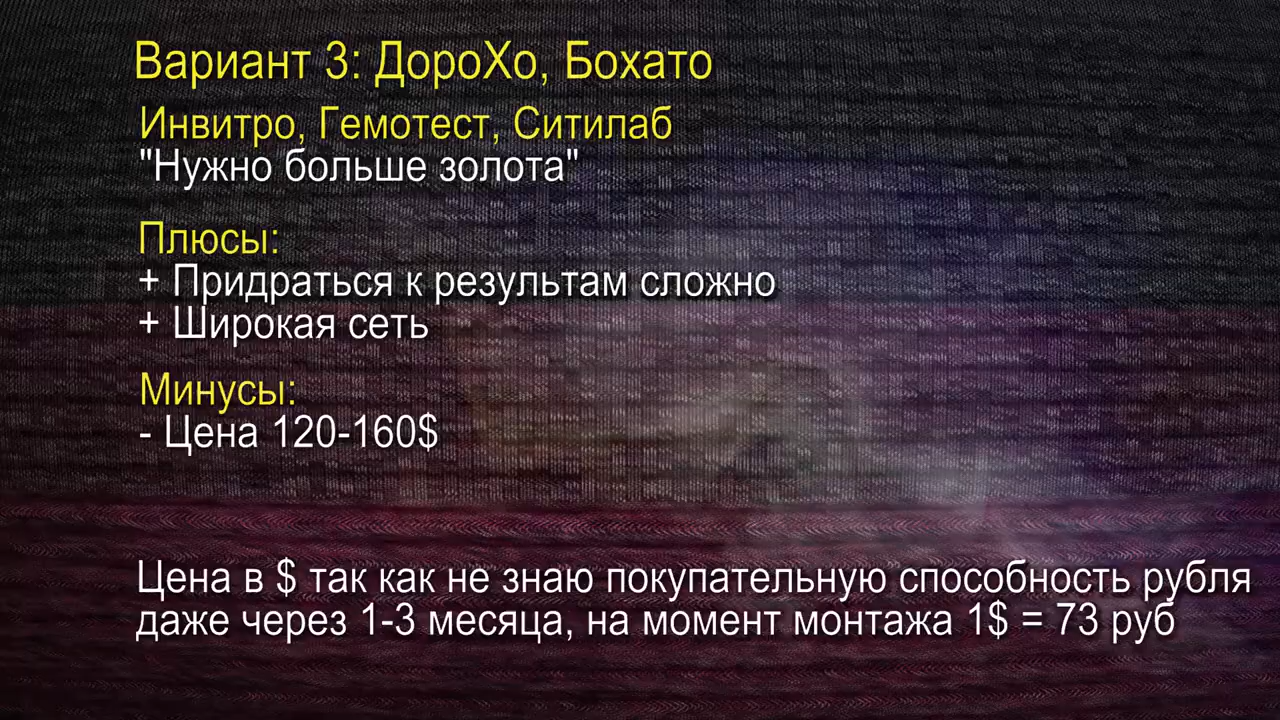 Вариант 3: ДороХо, Бохато
Инвитро, Гемотест, Ситилаб
"Нужно больше золота"
Плюсы:
+ Придраться к результам сложно
+ Широкая сеть
Минусы:
- Цена 120-160$
Цена в $ так как не знаю покупательную способность рубля
даже через 1-3 месяца, на момент монтажа 1$ = 73 руб